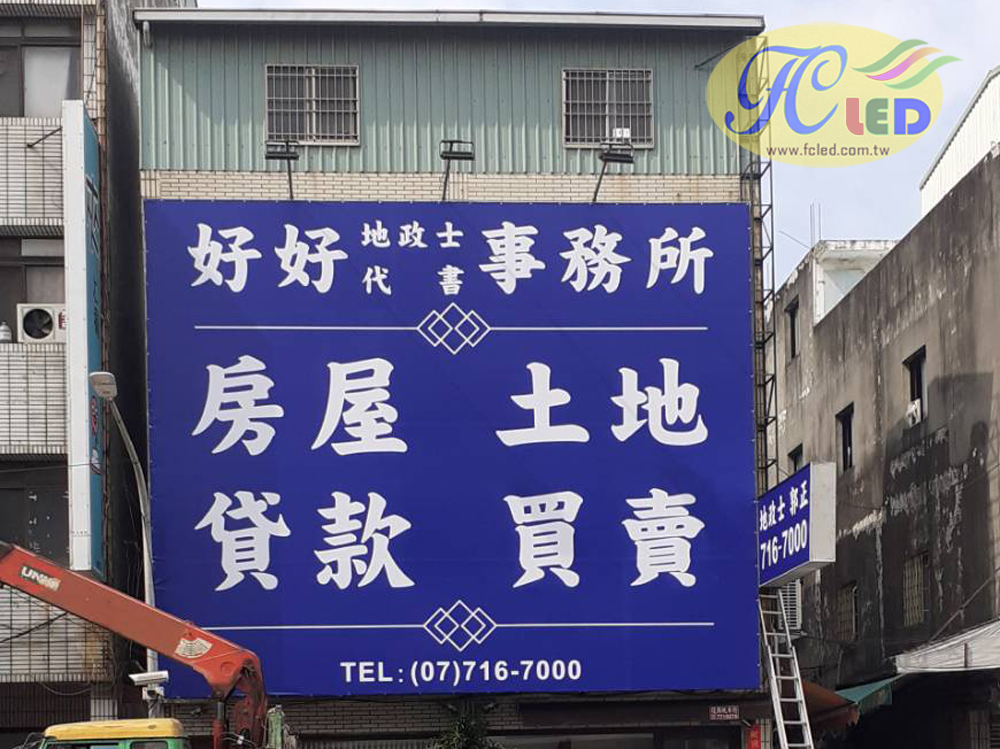 FC LED
www.fcled.com.tw
好好地政士事務所
代書
房屋 土地
貸款 買賣
TEL:(07)716-7000
地政士 郭正
716-7000
UNIC